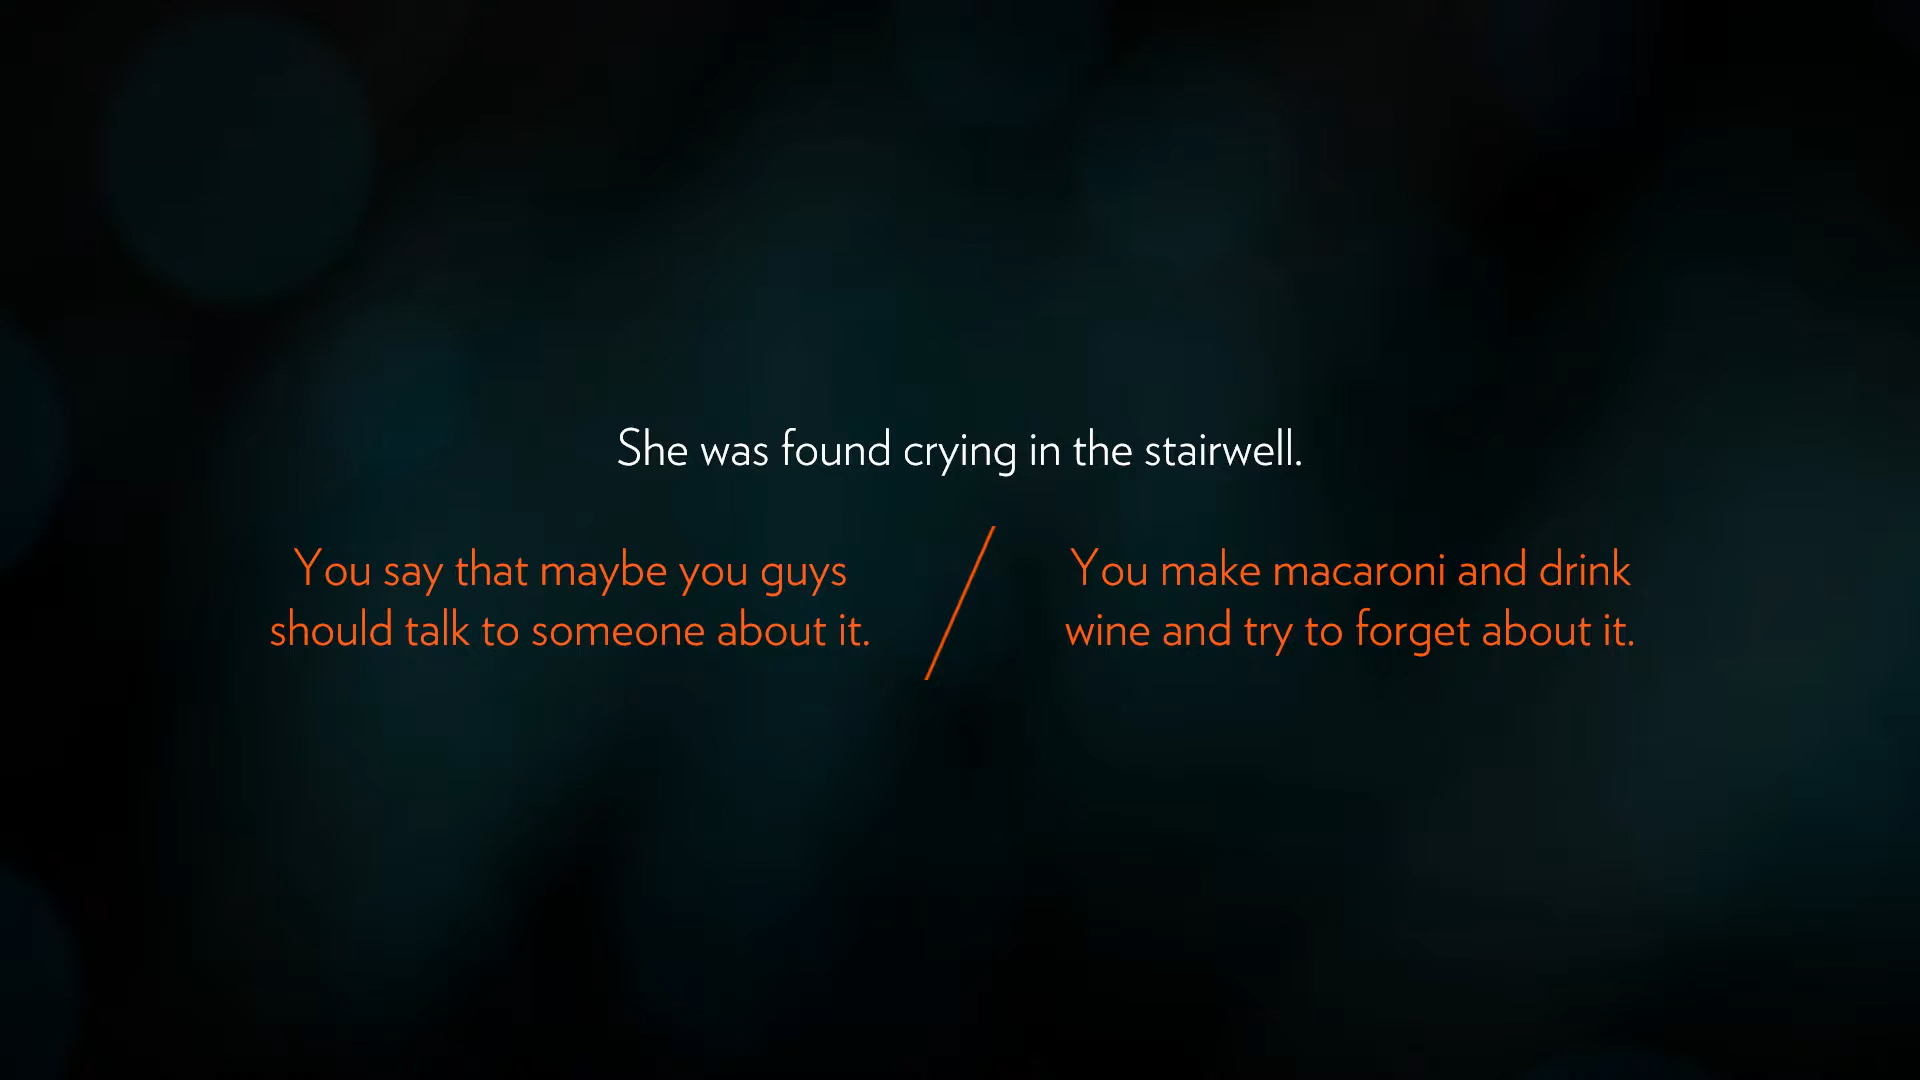 She was found crying in the stairwell.
You say that maybe you guys
should talk to someone about it.
You make macaroni and drink
wine and try to forget about it.